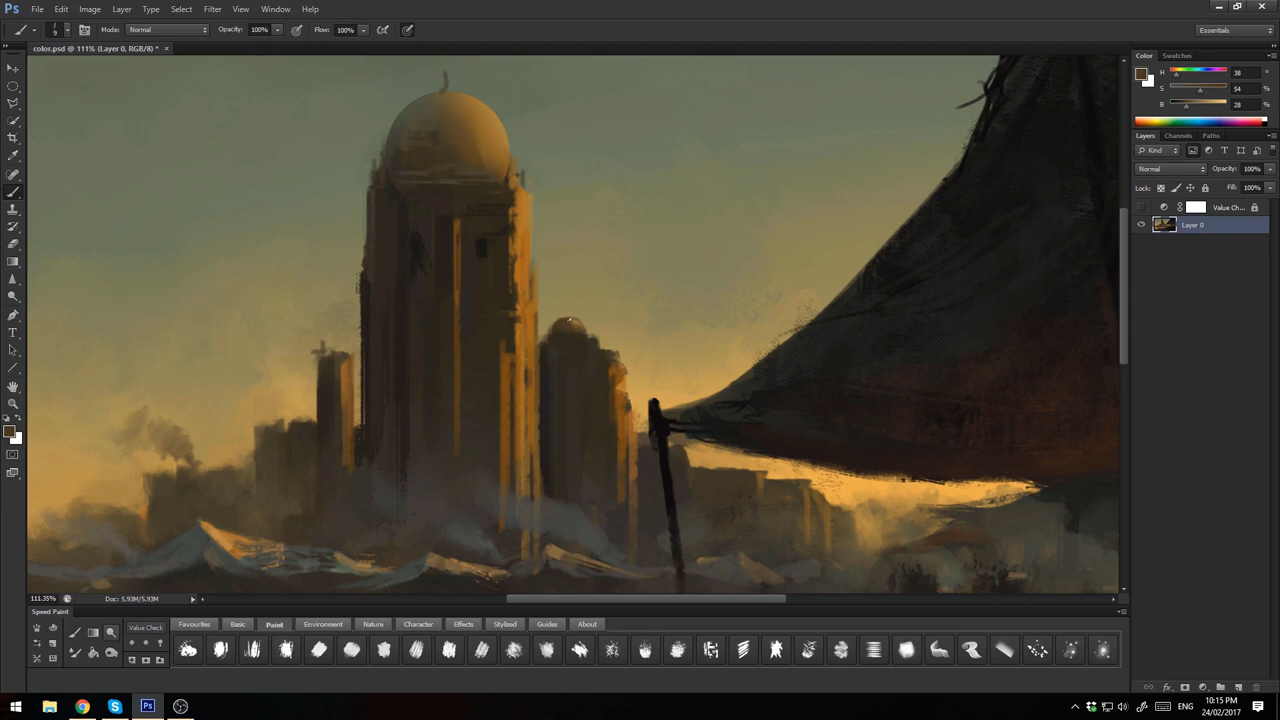 Ps File Edit Image Layer Type Select Filter View Window Help
9 Mode: Normal Opacity: 100% Flow: 100% Essentials
color.psd @ 111% (Layer 0, RGB/8) * ×
Color Swatches
H 38 °
S 54 %
B 28 %
Layers Channels Paths
Kind
Normal Opacity: 100%
Lock: Fill: 100%
Value Ch...
Layer 0
111.35% Doc: 5.93M/5.93M
Speed Paint
Value Check Favourites Basic Paint Environment Nature Character Effects Stylized Guides About
fx
Ps ENG 10:15 PM
24/02/2017